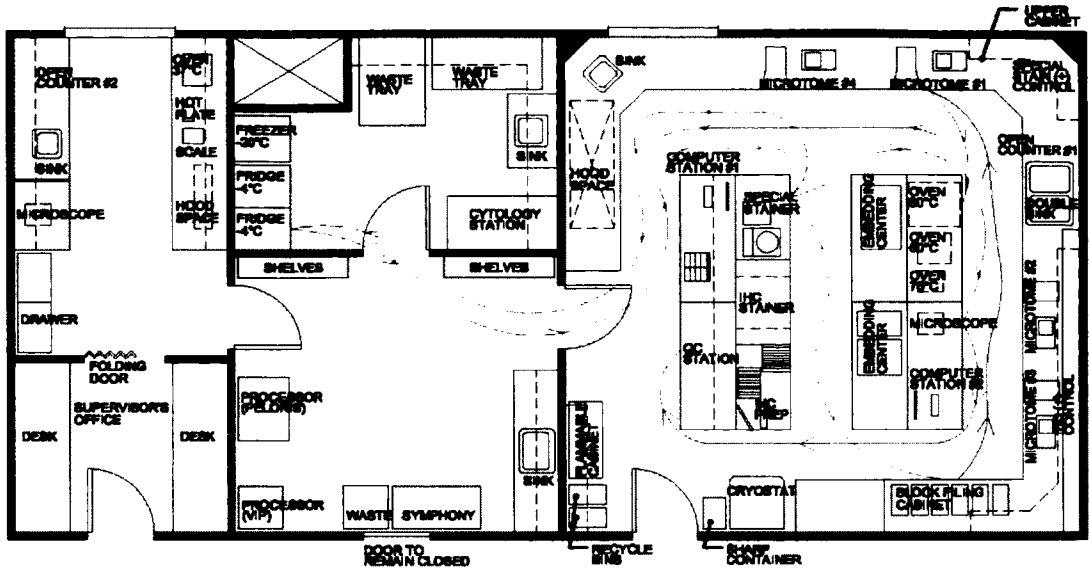 UPPER
CABINET
OPEN
COUNTER #2
OVEN
37°C
HOT
PLATE
SCALE
SINK
MICROSCOPE
HOOD
SPACE
DRAWER
FOLDING
DOOR
SUPERVISOR'S
OFFICE
DESK
DESK
WASTE
TRAY
WASTE
TRAY
FREEZER
FRIDGE
-4°C
FRIDGE
-4°C
SINK
CYTOLOGY
STATION
SHELVES
SHELVES
PROCESSOR
(PELORIS)
PROCESSOR
(VIP)
WASTE
SYMPHONY
SINK
DOOR TO
REMAIN CLOSED
SINK
MICROTOME #4
MICROTOME #1
SPECIAL
STAIN (+)
CONTROL
HOOD
SPACE
COMPUTER
STATION #1
SPECIAL
STAINER
IHC
STAINER
QC
STATION
IHC
PREP
EMBEDDING
CENTER
EMBEDDING
CENTER
OVEN
60°C
OVEN
60°C
OVEN
70°C
MICROSCOPE
COMPUTER
STATION #2
OPEN
COUNTER #1
DOUBLE
SINK
MICROTOME #2
MICROTOME #3
CONTROL
FLAMMABLE
CABINET
RECYCLE
BINS
CRYOSTAT
SHARP
CONTAINER
BLOCK FILING
CABINET